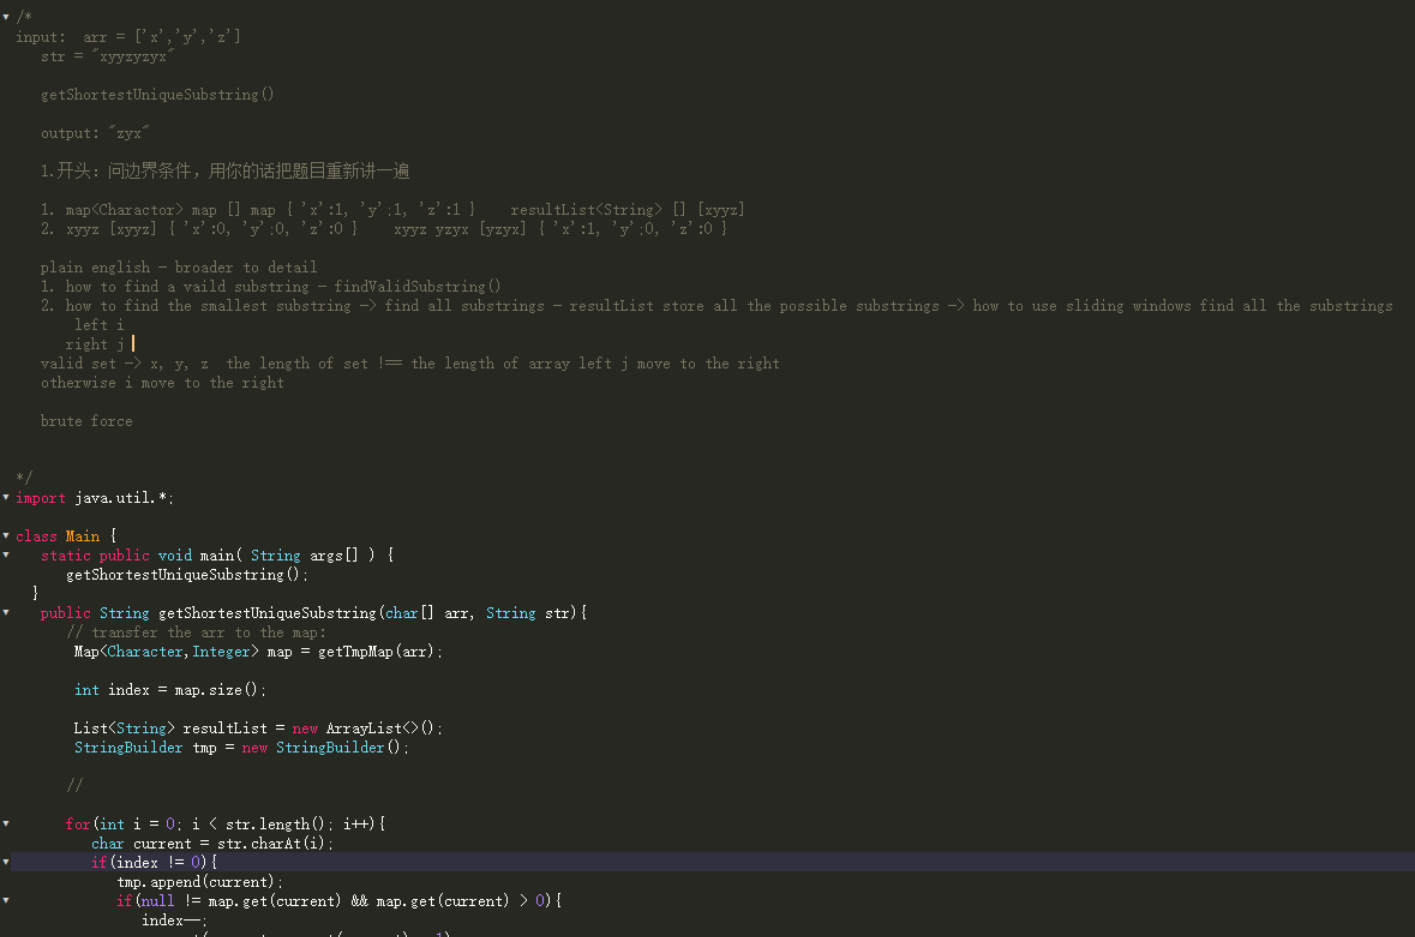 /*
input:  arr = ['x','y','z']
str = "xyyzyzyx"
getShortestUniqueSubstring()
output: "zyx"
1.开头：问边界条件，用你的话把题目重新讲一遍
1. map<Charactor> map [] map { 'x':1, 'y';1, 'z':1 }    resultList<String> [] [xyyz]
2. xyyz [xyyz] { 'x':0, 'y';0, 'z':0 }    xyyz yzyx [yzyx] { 'x':1, 'y';0, 'z':0 }
plain english - broader to detail
1. how to find a vaild substring - findValidSubstring()
2. how to find the smallest substring -> find all substrings - resultList store all the possible substrings -> how to use sliding windows find all the substrings
left i
right j
valid set -> x, y, z  the length of set !== the length of array left j move to the right
otherwise i move to the right
brute force
*/
import java.util.*;
class Main {
static public void main( String args[] ) {
getShortestUniqueSubstring();
}
public String getShortestUniqueSubstring(char[] arr, String str){
// transfer the arr to the map:
Map<Character,Integer> map = getTmpMap(arr);
int index = map.size();
List<String> resultList = new ArrayList<>();
StringBuilder tmp = new StringBuilder();
//
for(int i = 0; i < str.length(); i++){
char current = str.charAt(i);
if(index != 0){
tmp.append(current);
if(null != map.get(current) && map.get(current) > 0){
index--;